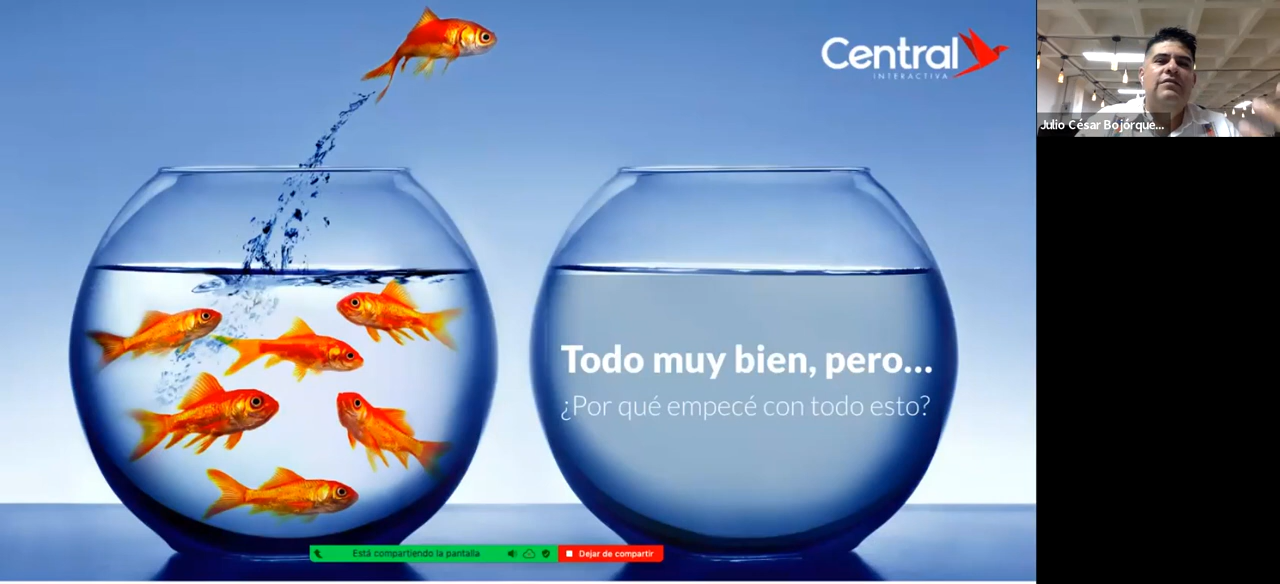 Central
INTERACTIVA
Julio César Bojórque...
Todo muy bien, pero...
¿Por qué empecé con todo esto?
Está compartiendo la pantalla
Dejar de compartir